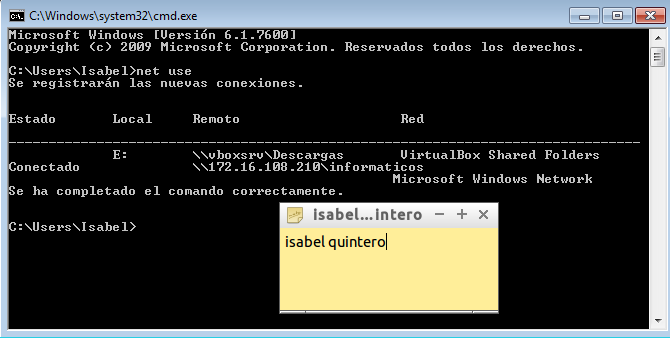 C:\Windows\system32\cmd.exe
Microsoft Windows [Versión 6.1.7600]
Copyright (c) 2009 Microsoft Corporation. Reservados todos los derechos.
C:\Users\Isabel>net use
Se registrarán las nuevas conexiones.
Estado Local Remoto Red
-------------------------------------------------------------------------------
E: \\vboxsrv\Descargas VirtualBox Shared Folders
Conectado \\172.16.108.210\informaticos
Microsoft Windows Network
Se ha completado el comando correctamente.
C:\Users\Isabel>
isabel...intero
isabel quintero